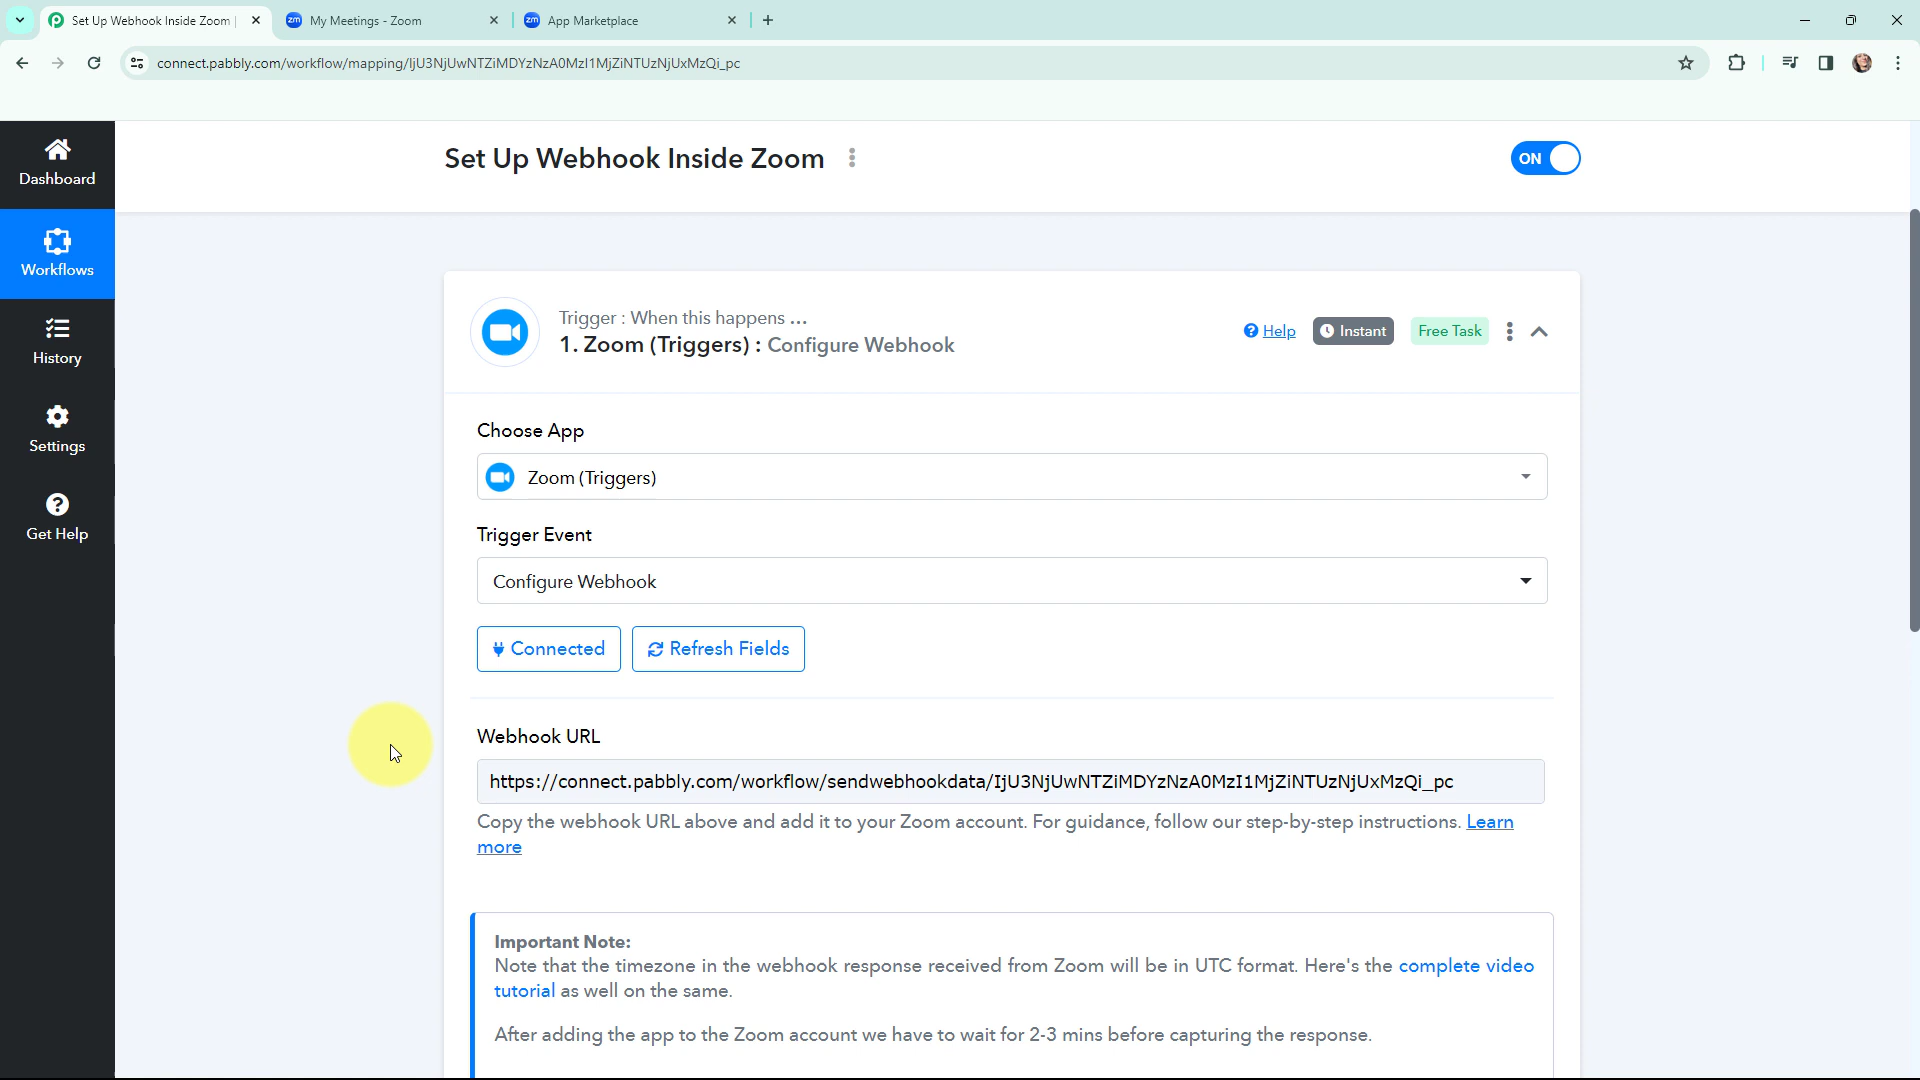 Set Up Webhook Inside Zoom
My Meetings - Zoom
App Marketplace
connect.pabbly.com/workflow/mapping/IjU3NjUwNTZiMDYzNzA0MzI1MjZiNTUzNjUxMzQi_pc
Dashboard
Workflows
History
Settings
Get Help
Set Up Webhook Inside Zoom
ON
Trigger : When this happens ...
1. Zoom (Triggers) : Configure Webhook
Help
Instant
Free Task
Choose App
Zoom (Triggers)
Trigger Event
Configure Webhook
Connected
Refresh Fields
Webhook URL
https://connect.pabbly.com/workflow/sendwebhookdata/IjU3NjUwNTZiMDYzNzA0MzI1MjZiNTUzNjUxMzQi_pc
Copy the webhook URL above and add it to your Zoom account. For guidance, follow our step-by-step instructions. Learn
more
Important Note:
Note that the timezone in the webhook response received from Zoom will be in UTC format. Here's the complete video
tutorial as well on the same.
After adding the app to the Zoom account we have to wait for 2-3 mins before capturing the response.